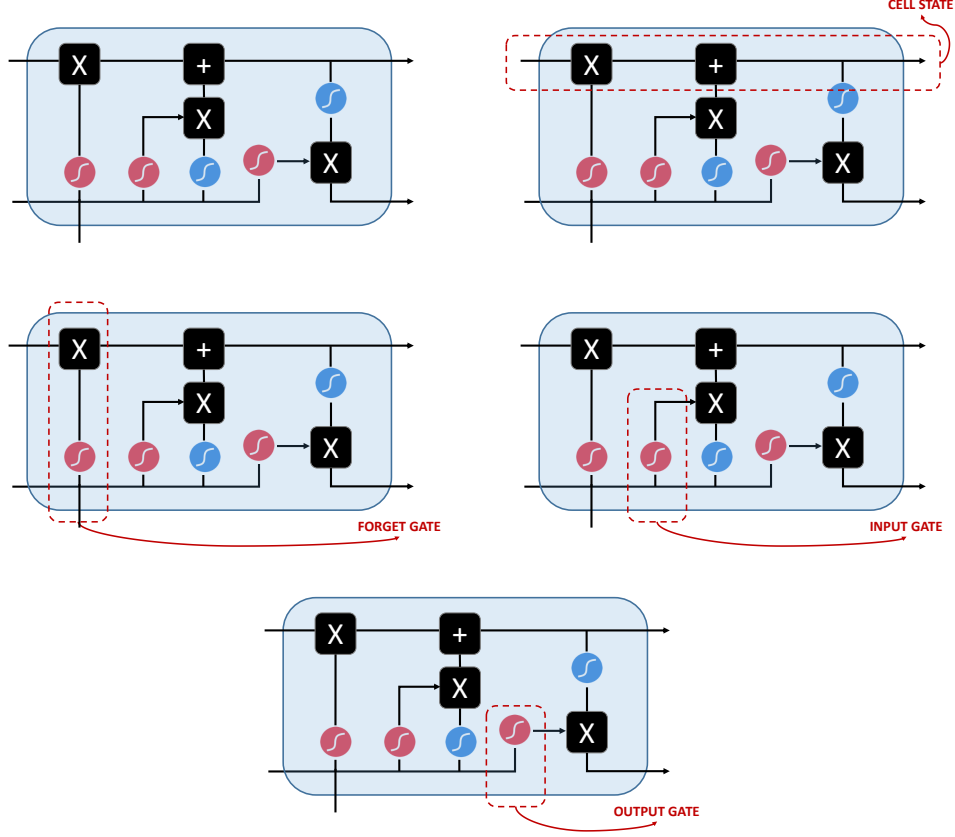 CELL STATE
X
+
X
X
X
+
X
X
X
+
X
X
FORGET GATE
X
+
X
X
INPUT GATE
X
+
X
X
OUTPUT GATE